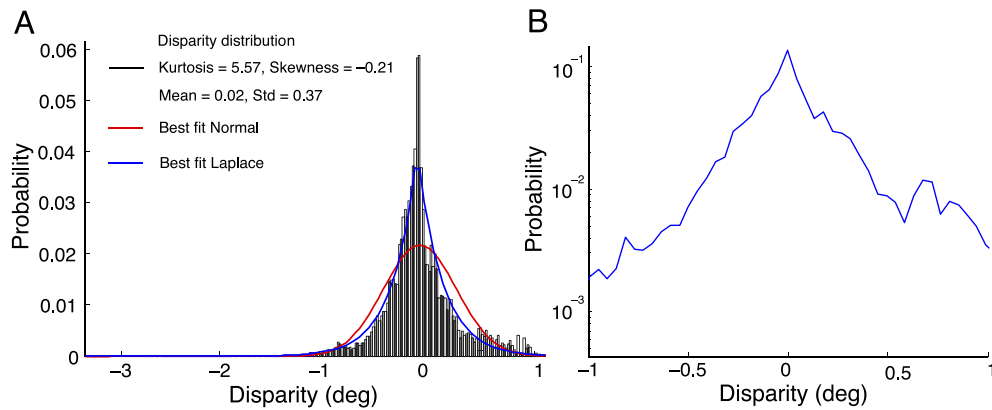 A
Disparity distribution
Kurtosis = 5.57, Skewness = −0.21
Mean = 0.02, Std = 0.37
Best fit Normal
Best fit Laplace
Probability
0.06
0.05
0.04
0.03
0.02
0.01
0
−3 −2 −1 0 1
Disparity (deg)
B
Probability
10⁻¹
10⁻²
10⁻³
−1 −0.5 0 0.5 1
Disparity (deg)